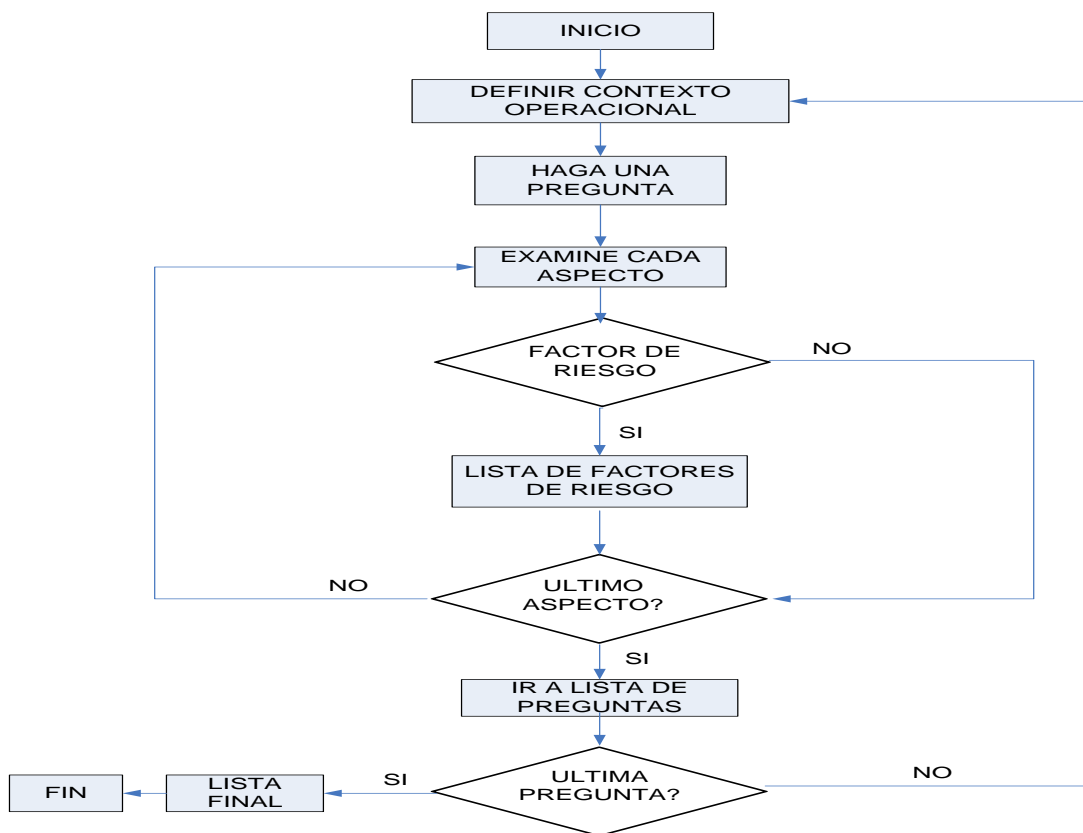 INICIO
DEFINIR CONTEXTO
OPERACIONAL
HAGA UNA
PREGUNTA
EXAMINE CADA
ASPECTO
FACTOR DE
RIESGO
NO
SI
LISTA DE FACTORES
DE RIESGO
NO
ULTIMO
ASPECTO?
SI
IR A LISTA DE
PREGUNTAS
FIN
LISTA
FINAL
SI
ULTIMA
PREGUNTA?
NO